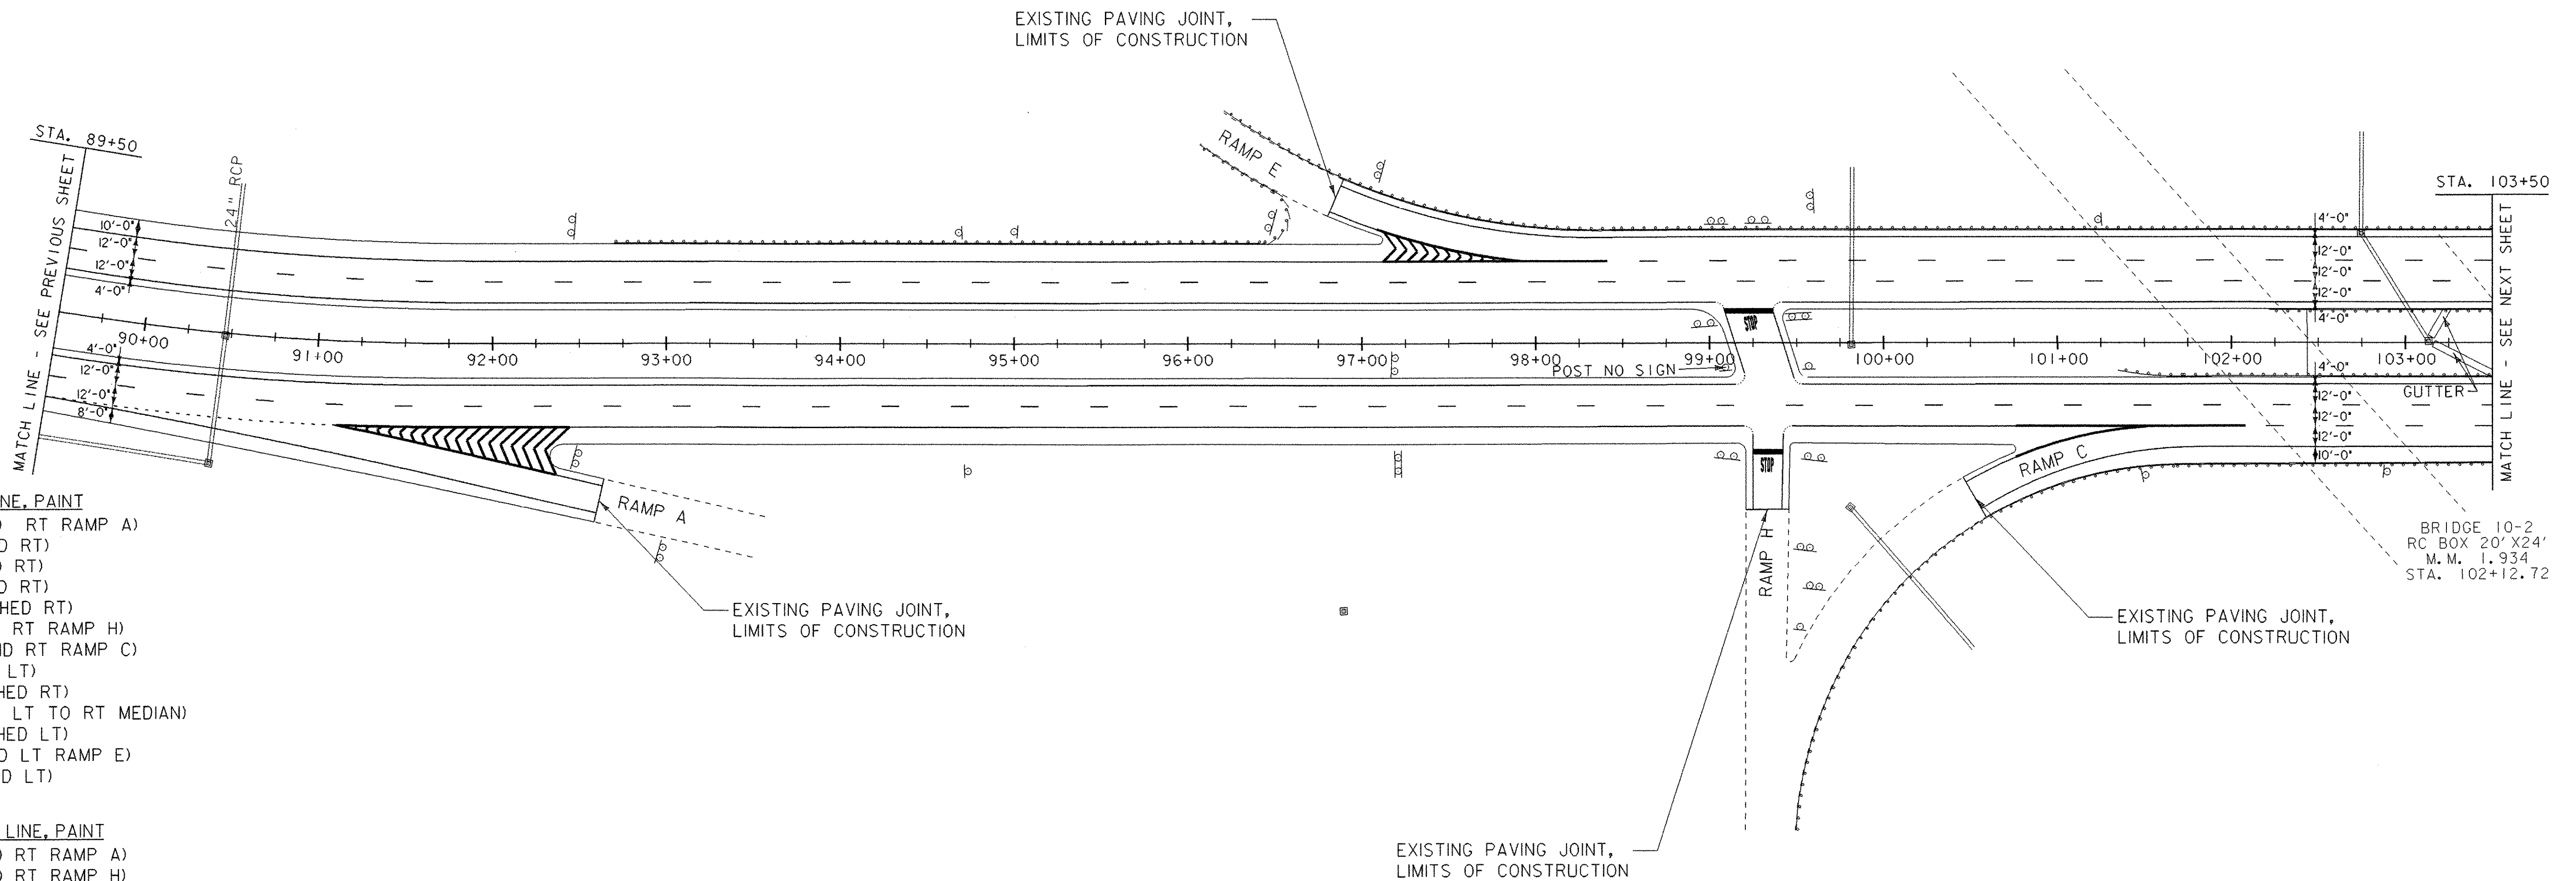 EXISTING PAVING JOINT,
LIMITS OF CONSTRUCTION
STA. 89+50
MATCH LINE - SEE PREVIOUS SHEET
24" RCP
10'-0"
12'-0"
12'-0"
4'-0"
4'-0"
12'-0"
12'-0"
8'-0"
RAMP E
STA. 103+50
MATCH LINE - SEE NEXT SHEET
4'-0"
12'-0"
12'-0"
12'-0"
4'-0"
STOP
90+00
91+00
92+00
93+00
94+00
95+00
96+00
97+00
98+00
99+00
100+00
101+00
102+00
103+00
POST NO SIGN
4'-0"
12'-0"
12'-0"
12'-0"
10'-0"
GUTTER
STOP
RAMP A
RAMP H
RAMP C
BRIDGE 10-2
RC BOX 20'X24'
M.M. 1.934
STA. 102+12.72
EXISTING PAVING JOINT,
LIMITS OF CONSTRUCTION
EXISTING PAVING JOINT,
LIMITS OF CONSTRUCTION
EXISTING PAVING JOINT,
LIMITS OF CONSTRUCTION
NE, PAINT
RT RAMP A)
RT)
RT)
RT)
HED RT)
RT RAMP H)
RT RAMP C)
LT)
HED RT)
LT TO RT MEDIAN)
HED LT)
LT RAMP E)
LT)
LINE, PAINT
RT RAMP A)
RT RAMP H)